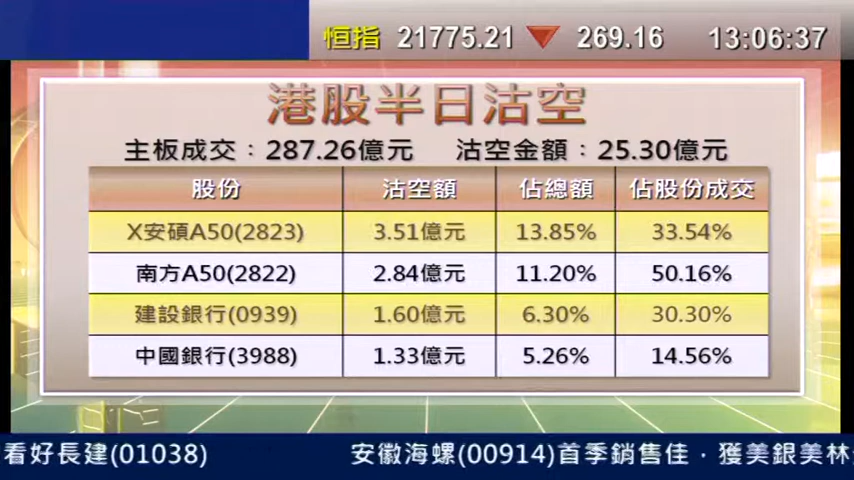 恒指 21775.21 ▼ 269.16 13:06:37
港股半日沽空
主板成交：287.26億元 沽空金額：25.30億元
股份 沽空額 佔總額 佔股份成交
X安碩A50(2823) 3.51億元 13.85% 33.54%
南方A50(2822) 2.84億元 11.20% 50.16%
建設銀行(0939) 1.60億元 6.30% 30.30%
中國銀行(3988) 1.33億元 5.26% 14.56%
看好長建(01038) 安徽海螺(00914)首季銷售佳，獲美銀美林